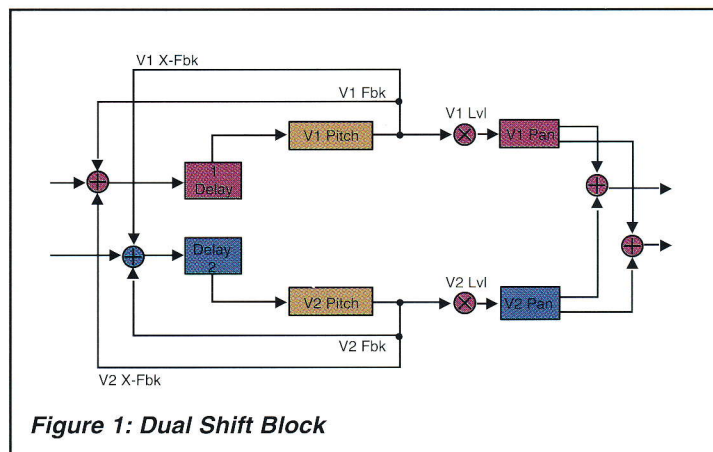 V1 X-Fbk
V1 Fbk
V1 Lvl
V1 Pitch
V1 Pan
1
Delay
Delay
2
V2 Lvl
V2 Pitch
V2 Pan
V2 Fbk
V2 X-Fbk
Figure 1: Dual Shift Block